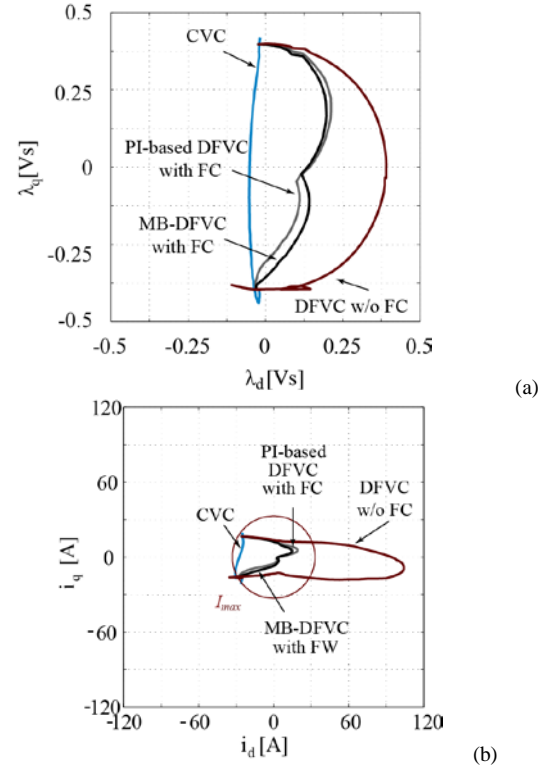 CVC
0.5
0.25
λq[Vs]
0
PI-based DFVC
with FC
MB-DFVC
with FC
-0.25
DFVC w/o FC
-0.5
-0.5 -0.25 0 0.25 0.5
λd[Vs]
(a)
120
60
PI-based
DFVC
with FC
DFVC
w/o FC
CVC
iq [A]
0
Imax
MB-DFVC
with FW
-60
-120
-120 -60 0 60 120
id [A]
(b)